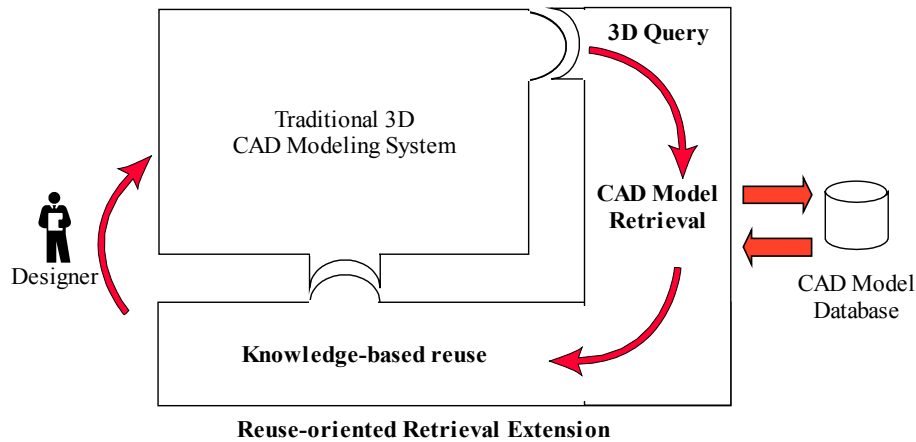 3D Query
Traditional 3D
CAD Modeling System
CAD Model
Retrieval
Designer
CAD Model
Database
Knowledge-based reuse
Reuse-oriented Retrieval Extension